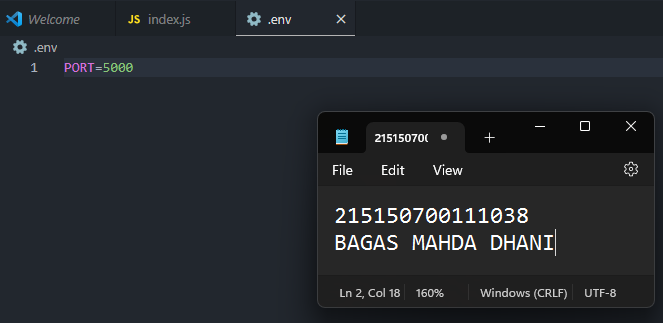 Welcome
JS index.js
.env
.env
1 PORT=5000
215150700
File Edit View
215150700111038
BAGAS MAHDA DHANI
Ln 2, Col 18 160% Windows (CRLF) UTF-8